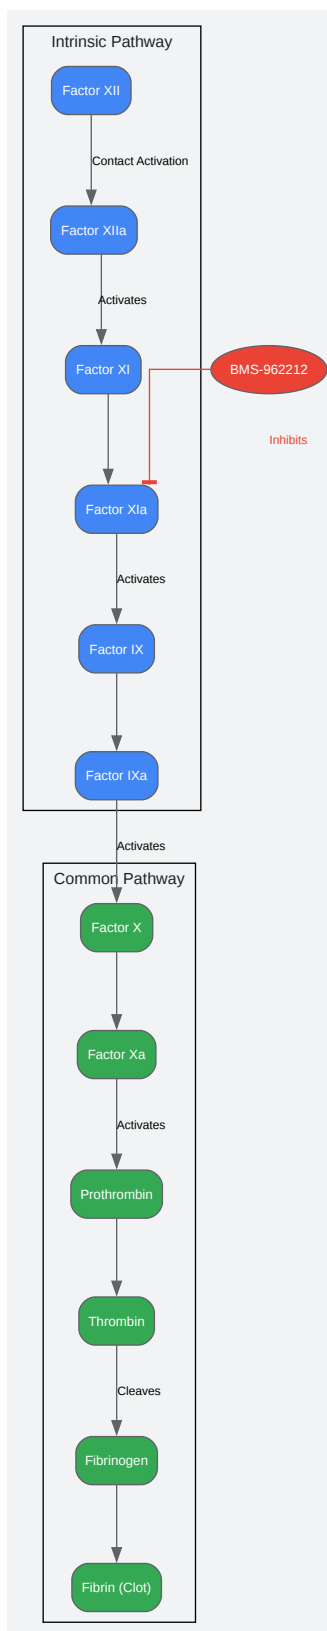 Intrinsic Pathway
Factor XII
Contact Activation
Factor XIIa
Activates
Factor XI
BMS-962212
Inhibits
Factor XIa
Activates
Factor IX
Factor IXa
Activates
Common Pathway
Factor X
Factor Xa
Activates
Prothrombin
Thrombin
Cleaves
Fibrinogen
Fibrin (Clot)